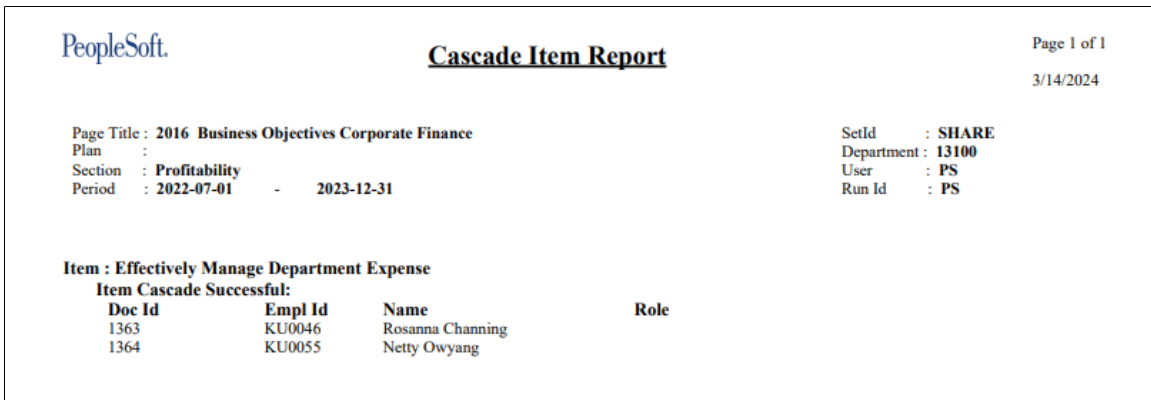 PeopleSoft.
Cascade Item Report
Page 1 of 1
3/14/2024
Page Title : 2016 Business Objectives Corporate Finance
Plan :
Section : Profitability
Period : 2022-07-01 - 2023-12-31
SetId : SHARE
Department : 13100
User : PS
Run Id : PS
Item : Effectively Manage Department Expense
Item Cascade Successful:
Doc Id Empl Id Name Role
1363 KU0046 Rosanna Channing
1364 KU0055 Netty Owyang